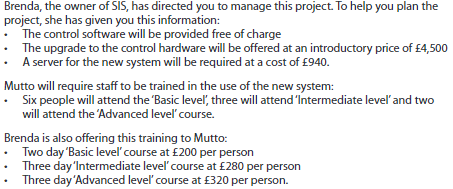 Brenda, the owner of SIS, has directed you to manage this project. To help you plan the
project, she has given you this information:
• The control software will be provided free of charge
• The upgrade to the control hardware will be offered at an introductory price of £4,500
• A server for the new system will be required at a cost of £940.
Mutto will require staff to be trained in the use of the new system:
• Six people will attend the ‘Basic level’, three will attend ‘Intermediate level’ and two
will attend the ‘Advanced level’ course.
Brenda is also offering this training to Mutto:
• Two day ‘Basic level’ course at £200 per person
• Three day ‘Intermediate level’ course at £280 per person
• Three day ‘Advanced level’ course at £320 per person.